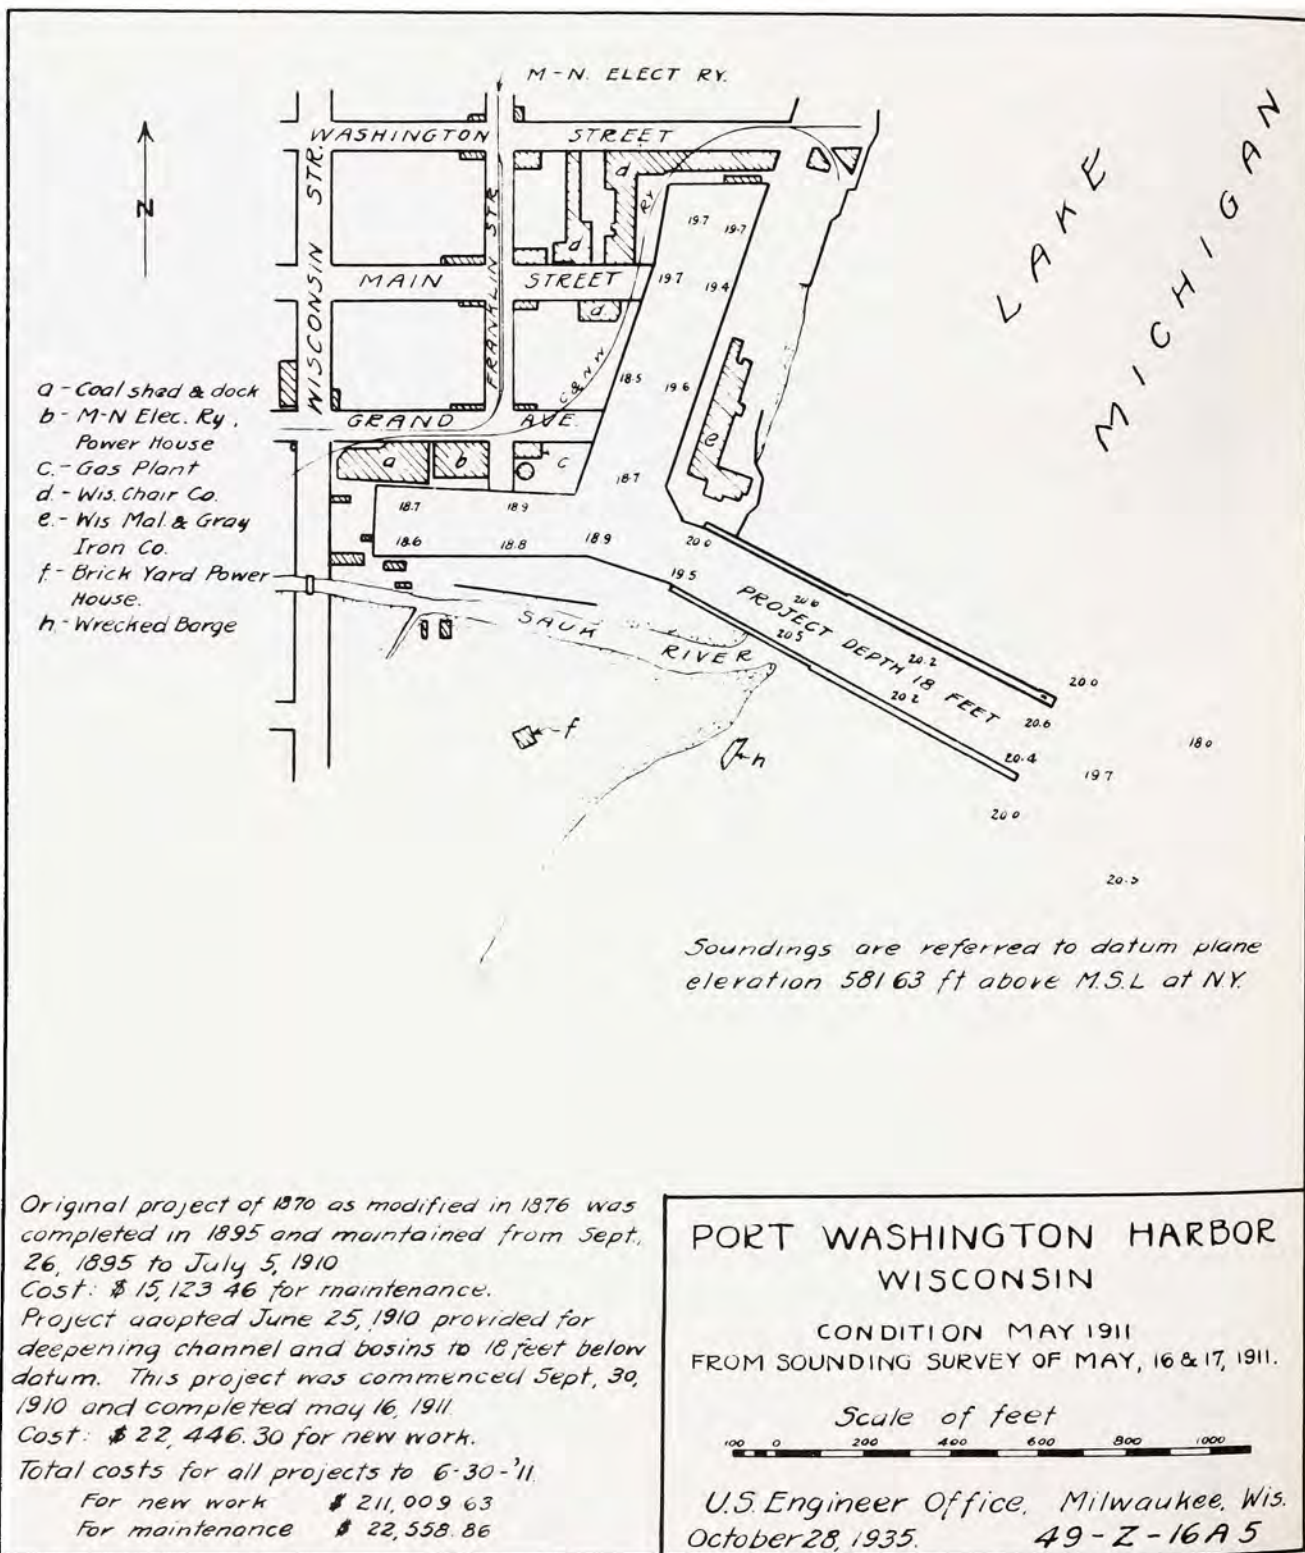 M-N. ELECT RY.
WASHINGTON STREET
N
WISCONSIN STR.
FRANKLIN STR
d
d
RY
19.7
19.7
MAIN STREET
19.7
19.4
d
C & N W
18.5
19.6
LAKE MICHIGAN
a - Coal shed & dock
b - M-N Elec. Ry.
Power House
C. - Gas Plant
d. - Wis. Chair Co.
e. - Wis Mal. & Gray
Iron Co.
f - Brick Yard Power
House.
h - Wrecked Barge
GRAND AVE.
a
b
c
e
18.7
18.7
18.9
18.6
18.8
18.9
20.0
19.5
PROJECT DEPTH 18 FEET
20.5
20.2
20.2
SAUK RIVER
20.0
20.6
20.4
19.7
18.0
20.0
f
h
Soundings are referred to datum plane
elevation 581 63 ft above M.S.L at N.Y.
Original project of 1870 as modified in 1876 was
completed in 1895 and maintained from Sept.
26, 1895 to July 5, 1910
Cost: $ 15,123 46 for maintenance.
Project adopted June 25, 1910 provided for
deepening channel and basins to 18 feet below
datum. This project was commenced Sept, 30,
1910 and completed may 16, 1911
Cost: $ 22,446.30 for new work.
Total costs for all projects to 6-30-'11
For new work $ 211,009 63
For maintenance $ 22,558.86
PORT WASHINGTON HARBOR
WISCONSIN
CONDITION MAY 1911
FROM SOUNDING SURVEY OF MAY, 16 & 17, 1911.
Scale of feet
100 0 200 400 600 800 1000
U.S. Engineer Office, Milwaukee, Wis.
October 28, 1935. 49-Z-16A5